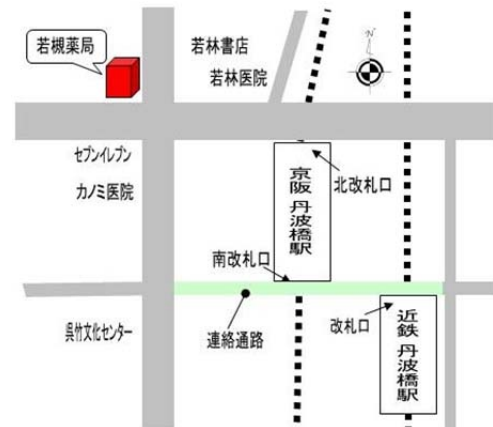 若槻薬局
若林書店
若林医院
N
セブンイレブン
カノミ医院
京阪 丹波橋駅
北改札口
南改札口
呉竹文化センター
連絡通路
改札口
近鉄 丹波橋駅